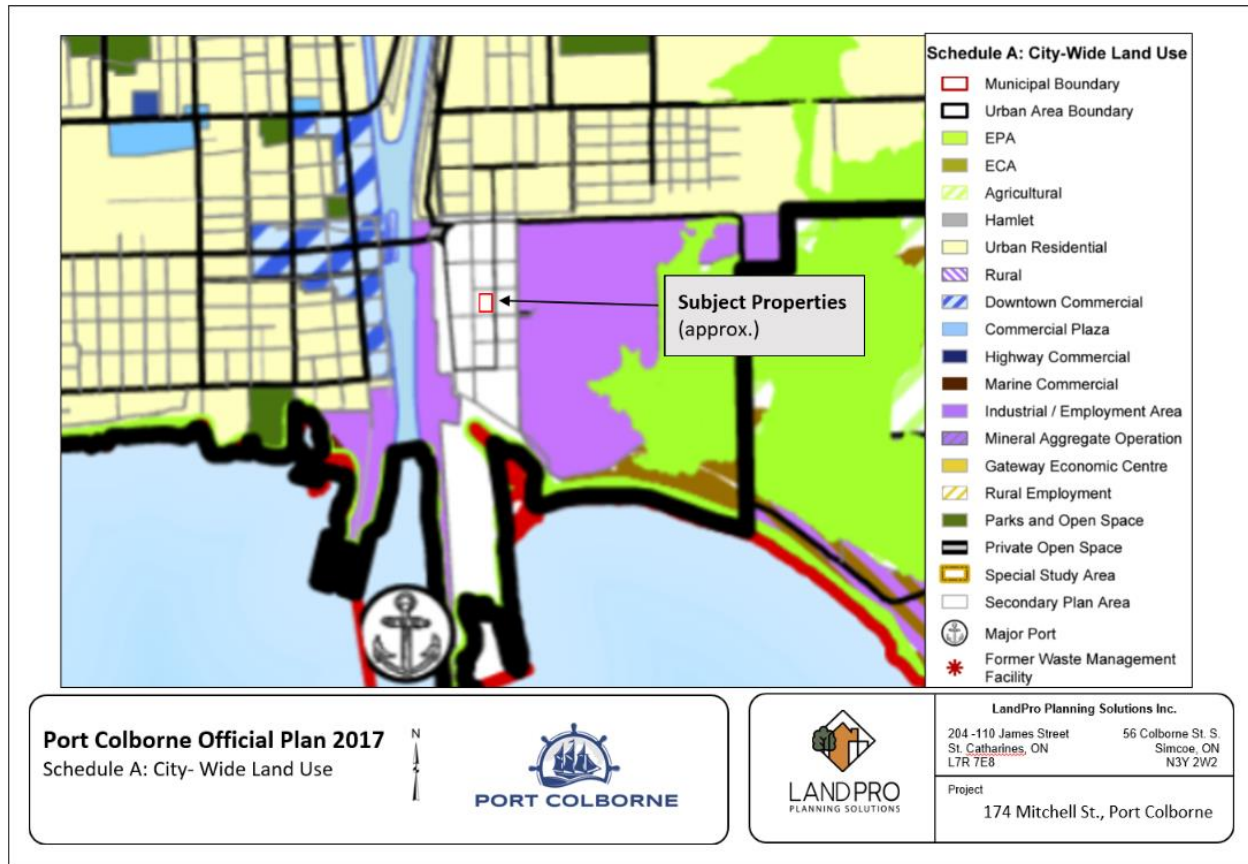 Subject Properties
(approx.)
Schedule A: City-Wide Land Use
Municipal Boundary
Urban Area Boundary
EPA
ECA
Agricultural
Hamlet
Urban Residential
Rural
Downtown Commercial
Commercial Plaza
Highway Commercial
Marine Commercial
Industrial / Employment Area
Mineral Aggregate Operation
Gateway Economic Centre
Rural Employment
Parks and Open Space
Private Open Space
Special Study Area
Secondary Plan Area
Major Port
Former Waste Management
Facility
Port Colborne Official Plan 2017
Schedule A: City- Wide Land Use
N
PORT COLBORNE
LANDPRO
PLANNING SOLUTIONS
LandPro Planning Solutions Inc.
204 -110 James Street
St. Catharines, ON
L7R 7E8
56 Colborne St. S.
Simcoe, ON
N3Y 2W2
Project
174 Mitchell St., Port Colborne